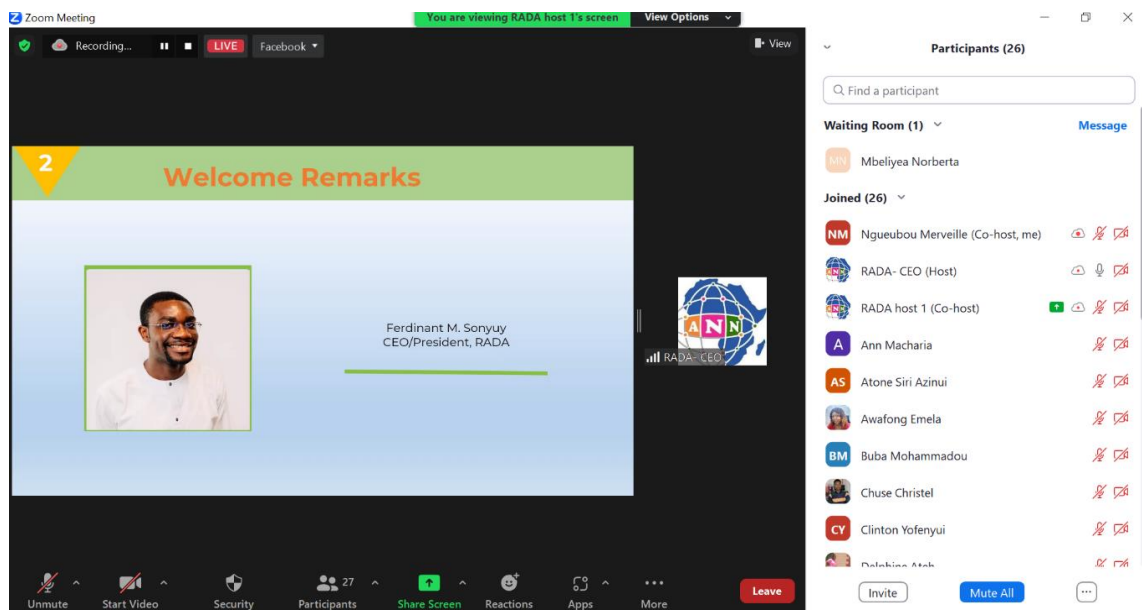 Zoom Meeting
You are viewing RADA host 1's screen View Options
Recording... LIVE Facebook
View
2
Welcome Remarks
Ferdinant M. Sonyuy
CEO/President, RADA
ANN
RADA- CEO
Unmute Start Video Security Participants 27 Share Screen Reactions Apps More Leave
Participants (26)
Find a participant
Waiting Room (1) Message
MN Mbeliyea Norberta
Joined (26)
NM Ngueubou Merveille (Co-host, me)
RADA- CEO (Host)
RADA host 1 (Co-host)
A Ann Macharia
AS Atone Siri Azinui
Awafong Emela
BM Buba Mohammadou
Chuse Christel
CY Clinton Yofenyui
Delphine Ateh
Invite Mute All